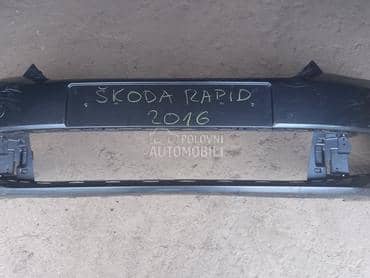 ŠKODA RAPID
2016
POLOVNI
AUTOMOBILI